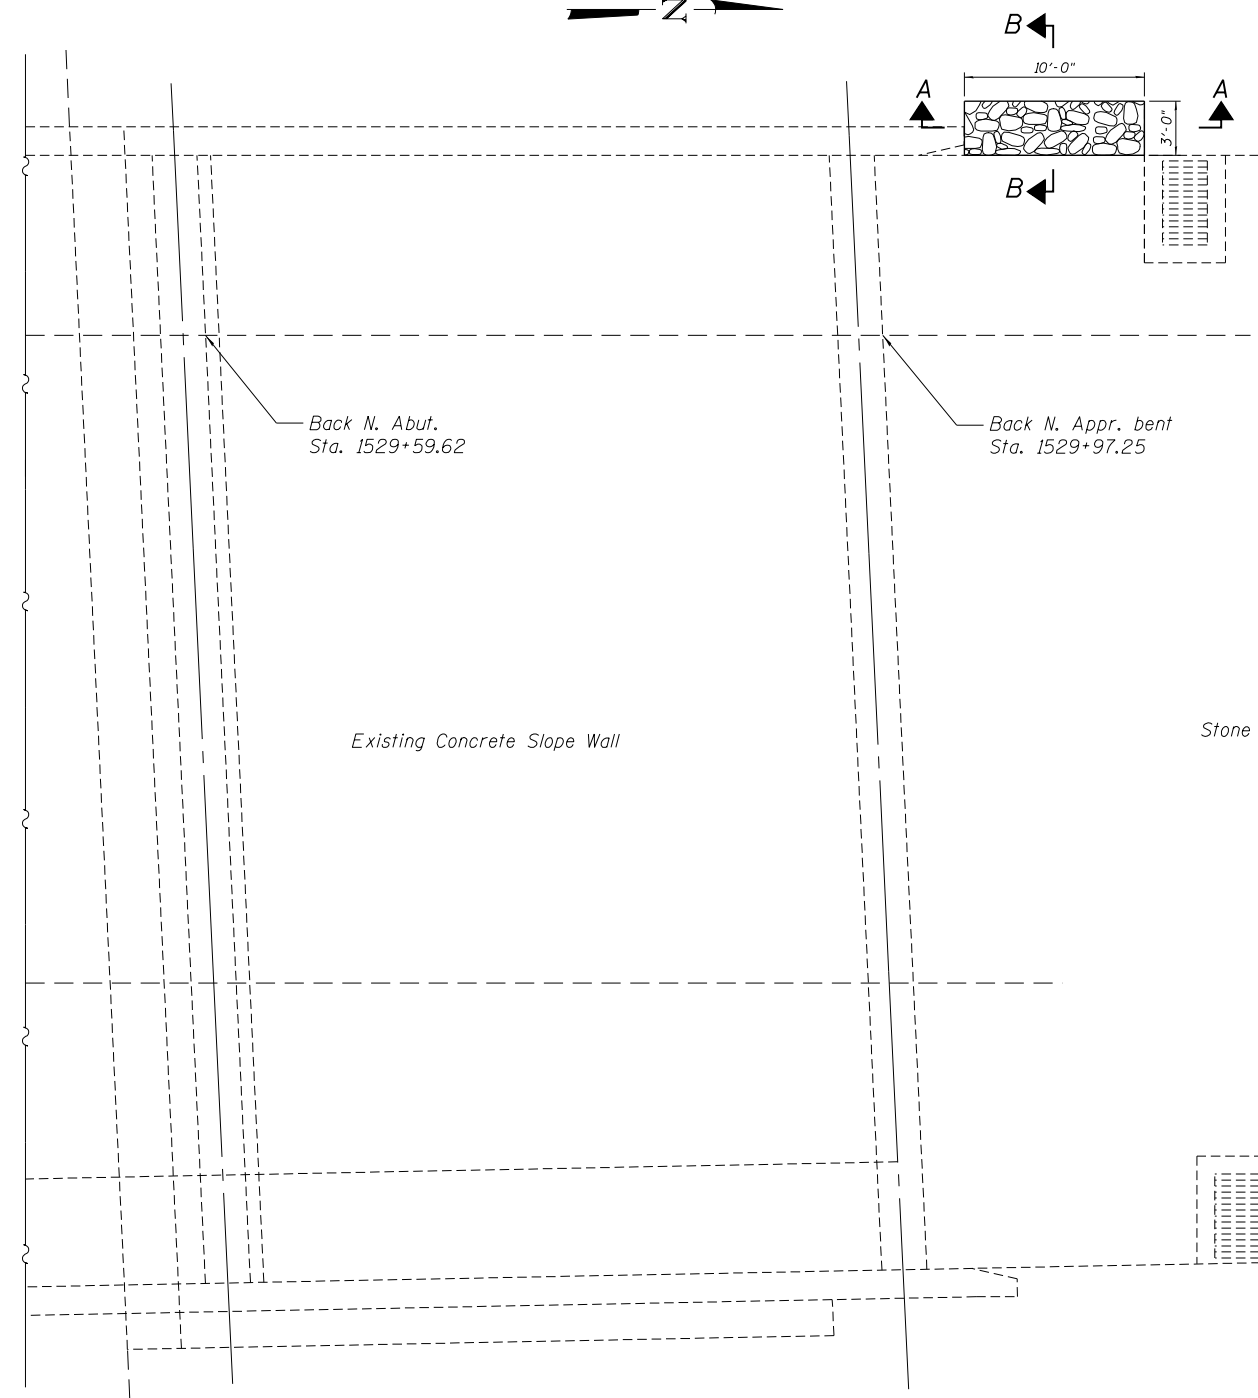 N
B
10'-0"
A
A
3'-0"
B
Back N. Abut.
Sta. 1529+59.62
Back N. Appr. bent
Sta. 1529+97.25
Existing Concrete Slope Wall
Stone